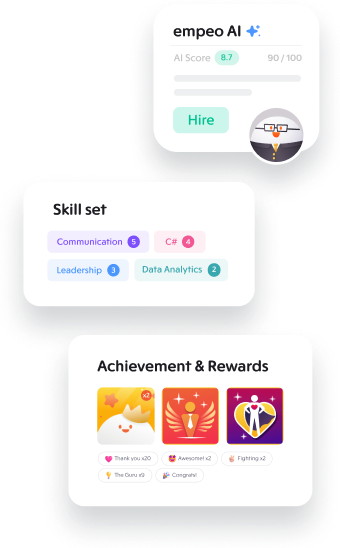 empeo AI
AI Score 8.7 90 / 100
Hire
Skill set
Communication 5 C# 4
Leadership 3 Data Analytics 2
Achievement & Rewards
x2
Thank you x20 Awesome! x2 Fighting x2
The Guru x9 Congrats!